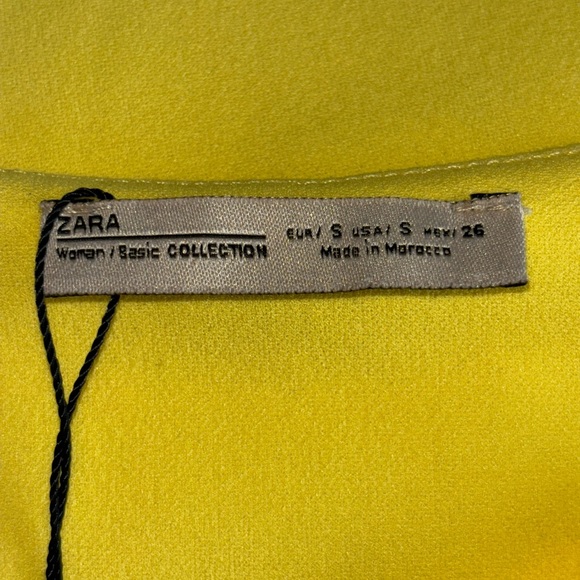 ZARA
Woman / Basic COLLECTION
EUR/ S USA/ S MEX/ 26
Made in Morocco